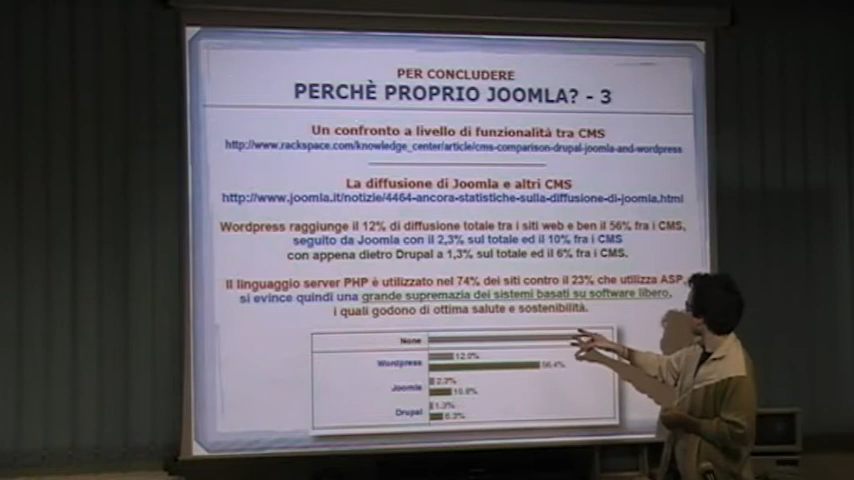 PER CONCLUDERE
PERCHÈ PROPRIO JOOMLA? - 3
Un confronto a livello di funzionalità tra CMS
http://www.rackspace.com/knowledge_center/article/cms-comparison-drupal-joomla-and-wordpress
La diffusione di Joomla e altri CMS
http://www.joomla.it/notizie/4464-ancora-statistiche-sulla-diffusione-di-joomla.html
Wordpress raggiunge il 12% di diffusione totale tra i siti web e ben il 56% fra i CMS,
seguito da Joomla con il 2,3% sul totale ed il 10% fra i CMS
con appena dietro Drupal a 1,3% sul totale ed il 6% fra i CMS.
Il linguaggio server PHP è utilizzato nel 74% dei siti contro il 23% che utilizza ASP,
si evince quindi una grande supremazia dei sistemi basati su software libero,
i quali godono di ottima salute e sostenibilità.
None
Wordpress 12.0%
56.4%
Joomla 2.3%
10.8%
Drupal 1.3%
6.3%